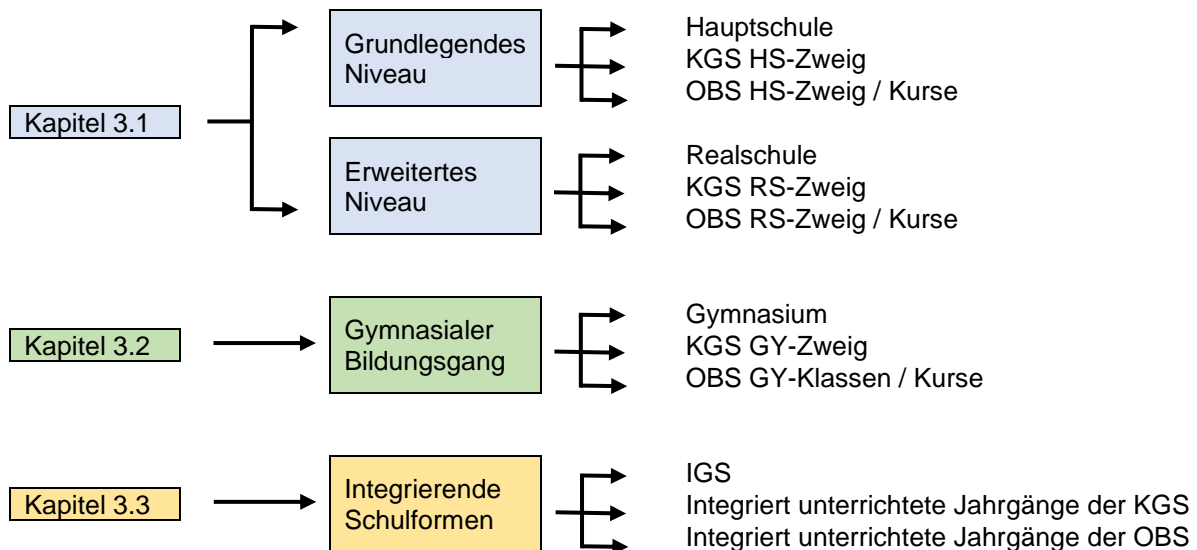 Kapitel 3.1
Grundlegendes
Niveau
Hauptschule
KGS HS-Zweig
OBS HS-Zweig / Kurse
Erweitertes
Niveau
Realschule
KGS RS-Zweig
OBS RS-Zweig / Kurse
Kapitel 3.2
Gymnasialer
Bildungsgang
Gymnasium
KGS GY-Zweig
OBS GY-Klassen / Kurse
Kapitel 3.3
Integrierende
Schulformen
IGS
Integriert unterrichtete Jahrgänge der KGS
Integriert unterrichtete Jahrgänge der OBS